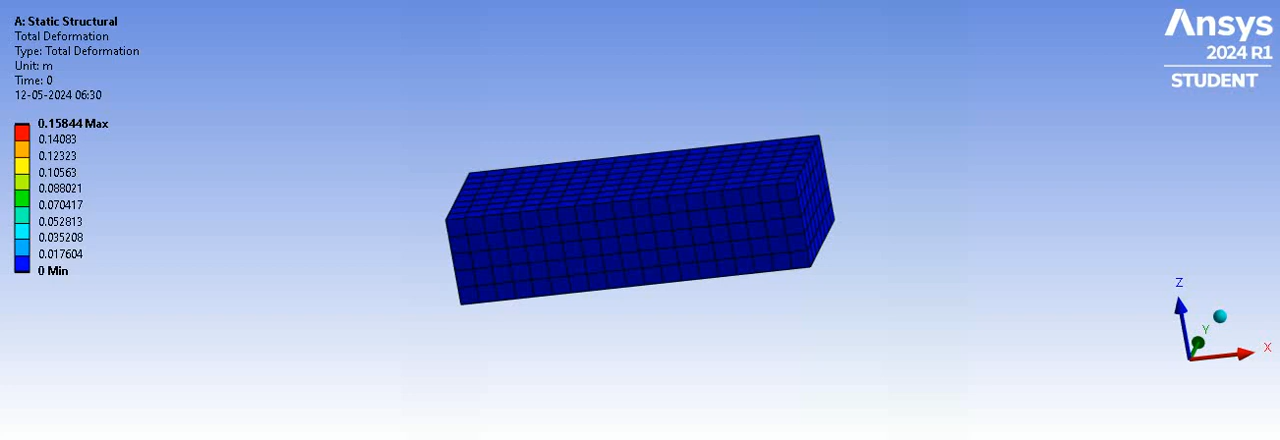 A: Static Structural
Total Deformation
Type: Total Deformation
Unit: m
Time: 0
12-05-2024 06:30
0.15844 Max
0.14083
0.12323
0.10563
0.088021
0.070417
0.052813
0.035208
0.017604
0 Min
Ansys
2024 R1
STUDENT
Z
Y
X